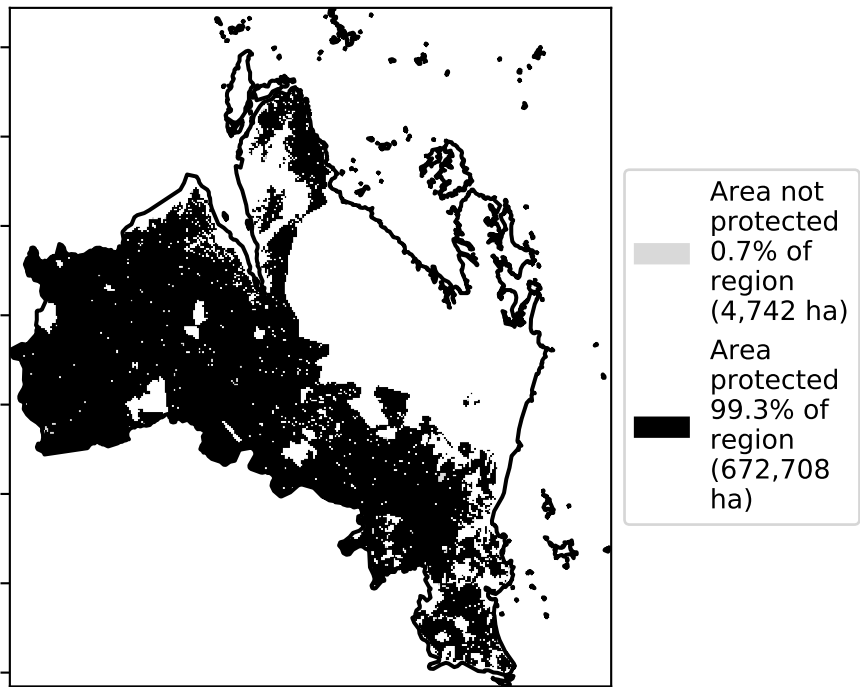 Area not
protected
0.7% of
region
(4,742 ha)
Area
protected
99.3% of
region
(672,708
ha)